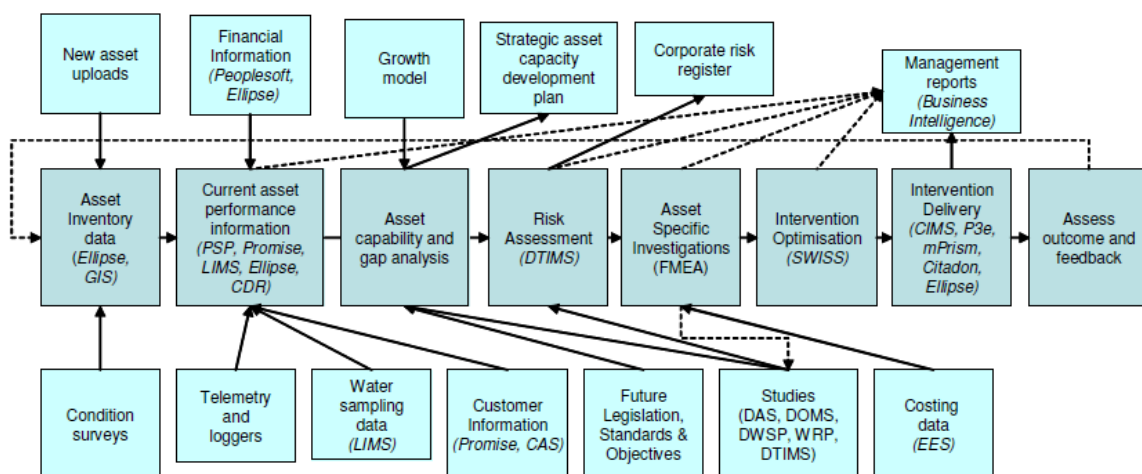 New asset
uploads
Financial
Information
(Peoplesoft,
Ellipse)
Growth
model
Strategic asset
capacity
development
plan
Corporate risk
register
Management
reports
(Business
Intelligence)
Asset
Inventory
data
(Ellipse,
GIS)
Current asset
performance
information
(PSP, Promise,
LIMS, Ellipse,
CDR)
Asset
capability and
gap analysis
Risk
Assessment
(DTIMS)
Asset
Specific
Investigations
(FMEA)
Intervention
Optimisation
(SWISS)
Intervention
Delivery
(CIMS, P3e,
mPrism,
Citadon,
Ellipse)
Assess
outcome and
feedback
Condition
surveys
Telemetry
and
loggers
Water
sampling
data
(LIMS)
Customer
Information
(Promise, CAS)
Future
Legislation,
Standards &
Objectives
Studies
(DAS, DOMS,
DWSP, WRP,
DTIMS)
Costing
data
(EES)